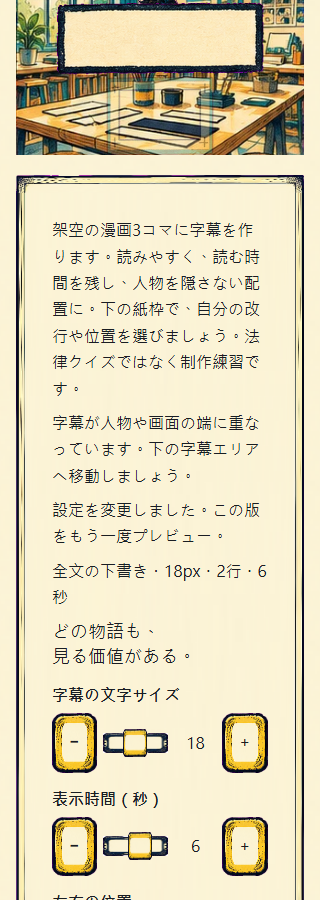 架空の漫画3コマに字幕を作
ります。読みやすく、読む時
間を残し、人物を隠さない配
置に。下の紙枠で、自分の改
行や位置を選びましょう。法
律クイズではなく制作練習で
す。
字幕が人物や画面の端に重な
っています。下の字幕エリア
へ移動しましょう。
設定を変更しました。この版
をもう一度プレビュー。
全文の下書き・18px・2行・6
秒
どの物語も、
見る価値がある。
字幕の文字サイズ
− 18 +
表示時間（秒）
− 6 +